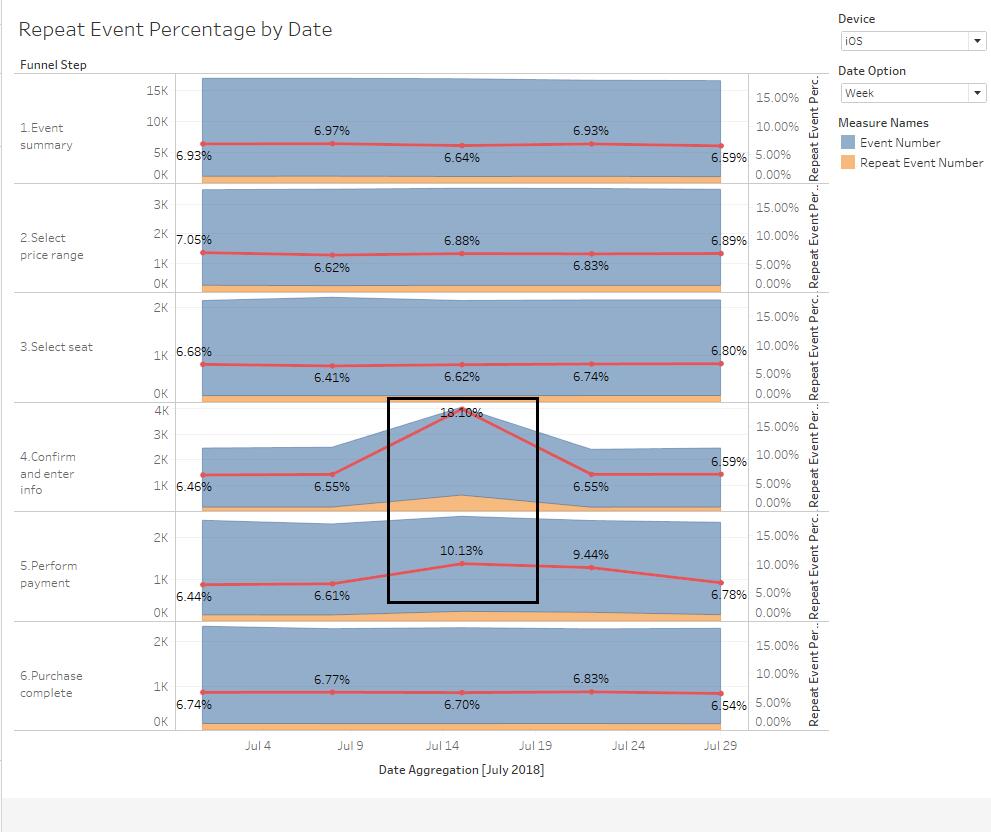 Repeat Event Percentage by Date
Funnel Step
1.Event
summary
15K
10K
5K
0K
6.93%
6.97%
6.64%
6.93%
6.59%
15.00%
10.00%
5.00%
0.00%
Repeat Event Perc.
2.Select
price range
3K
2K
1K
0K
7.05%
6.62%
6.88%
6.83%
6.89%
15.00%
10.00%
5.00%
0.00%
Repeat Event Per..
3.Select seat
2K
1K
0K
6.68%
6.41%
6.62%
6.74%
6.80%
15.00%
10.00%
5.00%
0.00%
Repeat Event Perc.
4.Confirm
and enter
info
4K
3K
2K
1K
6.46%
6.55%
18.10%
6.55%
6.59%
15.00%
10.00%
5.00%
0.00%
Repeat Event Per..
5.Perform
payment
2K
1K
0K
6.44%
6.61%
10.13%
9.44%
6.78%
15.00%
10.00%
5.00%
0.00%
Repeat Event Perc.
6.Purchase
complete
2K
1K
0K
6.74%
6.77%
6.70%
6.83%
6.54%
15.00%
10.00%
5.00%
0.00%
Repeat Event Per..
Jul 4
Jul 9
Jul 14
Jul 19
Jul 24
Jul 29
Date Aggregation [July 2018]
Device
iOS
Date Option
Week
Measure Names
Event Number
Repeat Event Number